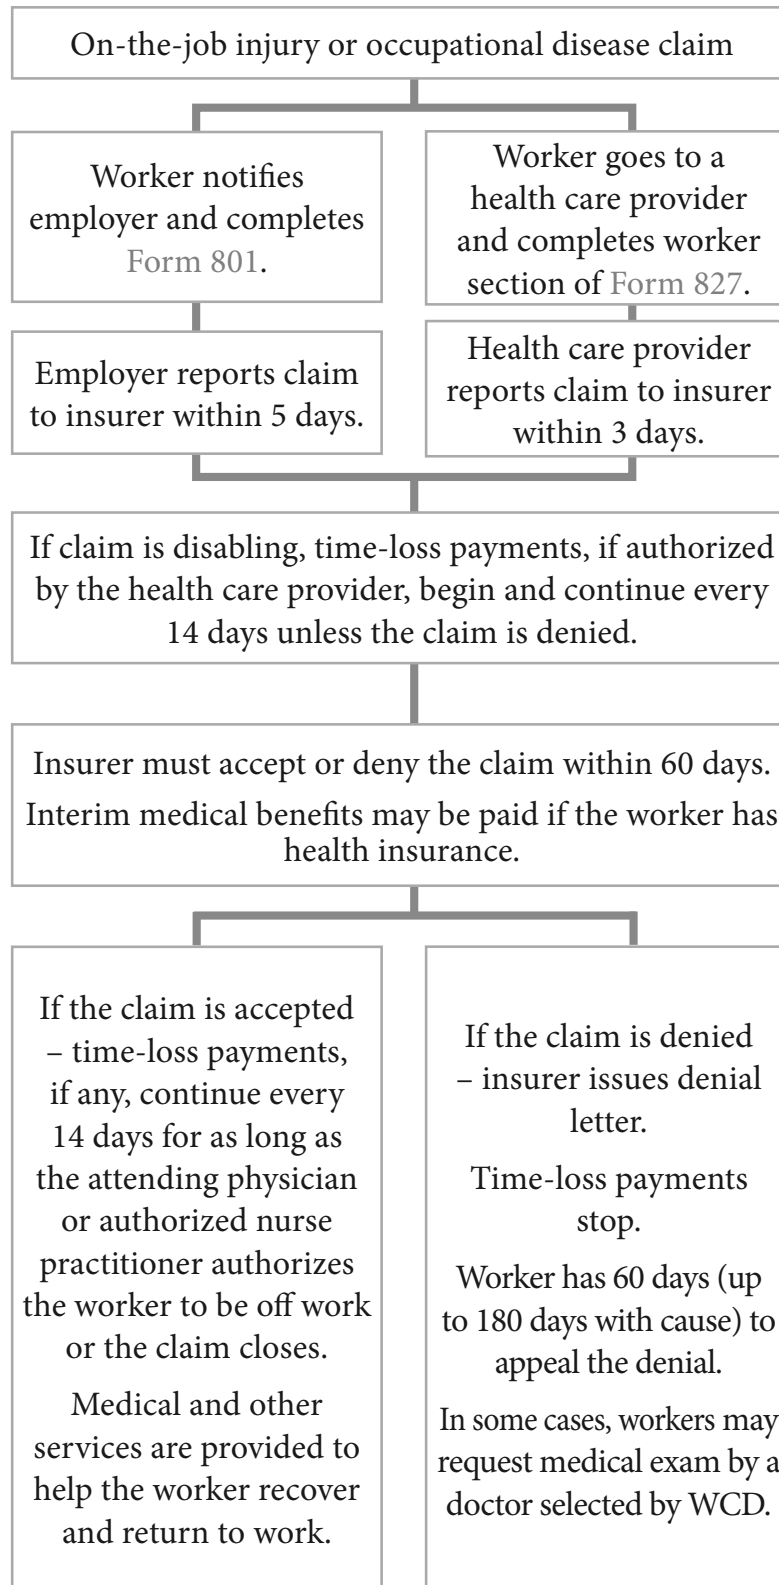 On-the-job injury or occupational disease claim
Worker notifies
employer and completes
Form 801.
Worker goes to a
health care provider
and completes worker
section of Form 827.
Employer reports claim
to insurer within 5 days.
Health care provider
reports claim to insurer
within 3 days.
If claim is disabling, time-loss payments, if authorized
by the health care provider, begin and continue every
14 days unless the claim is denied.
Insurer must accept or deny the claim within 60 days.
Interim medical benefits may be paid if the worker has
health insurance.
If the claim is accepted
– time-loss payments,
if any, continue every
14 days for as long as
the attending physician
or authorized nurse
practitioner authorizes
the worker to be off work
or the claim closes.
Medical and other
services are provided to
help the worker recover
and return to work.
If the claim is denied
– insurer issues denial
letter.
Time-loss payments
stop.
Worker has 60 days (up
to 180 days with cause) to
appeal the denial.
In some cases, workers may
request medical exam by a
doctor selected by WCD.